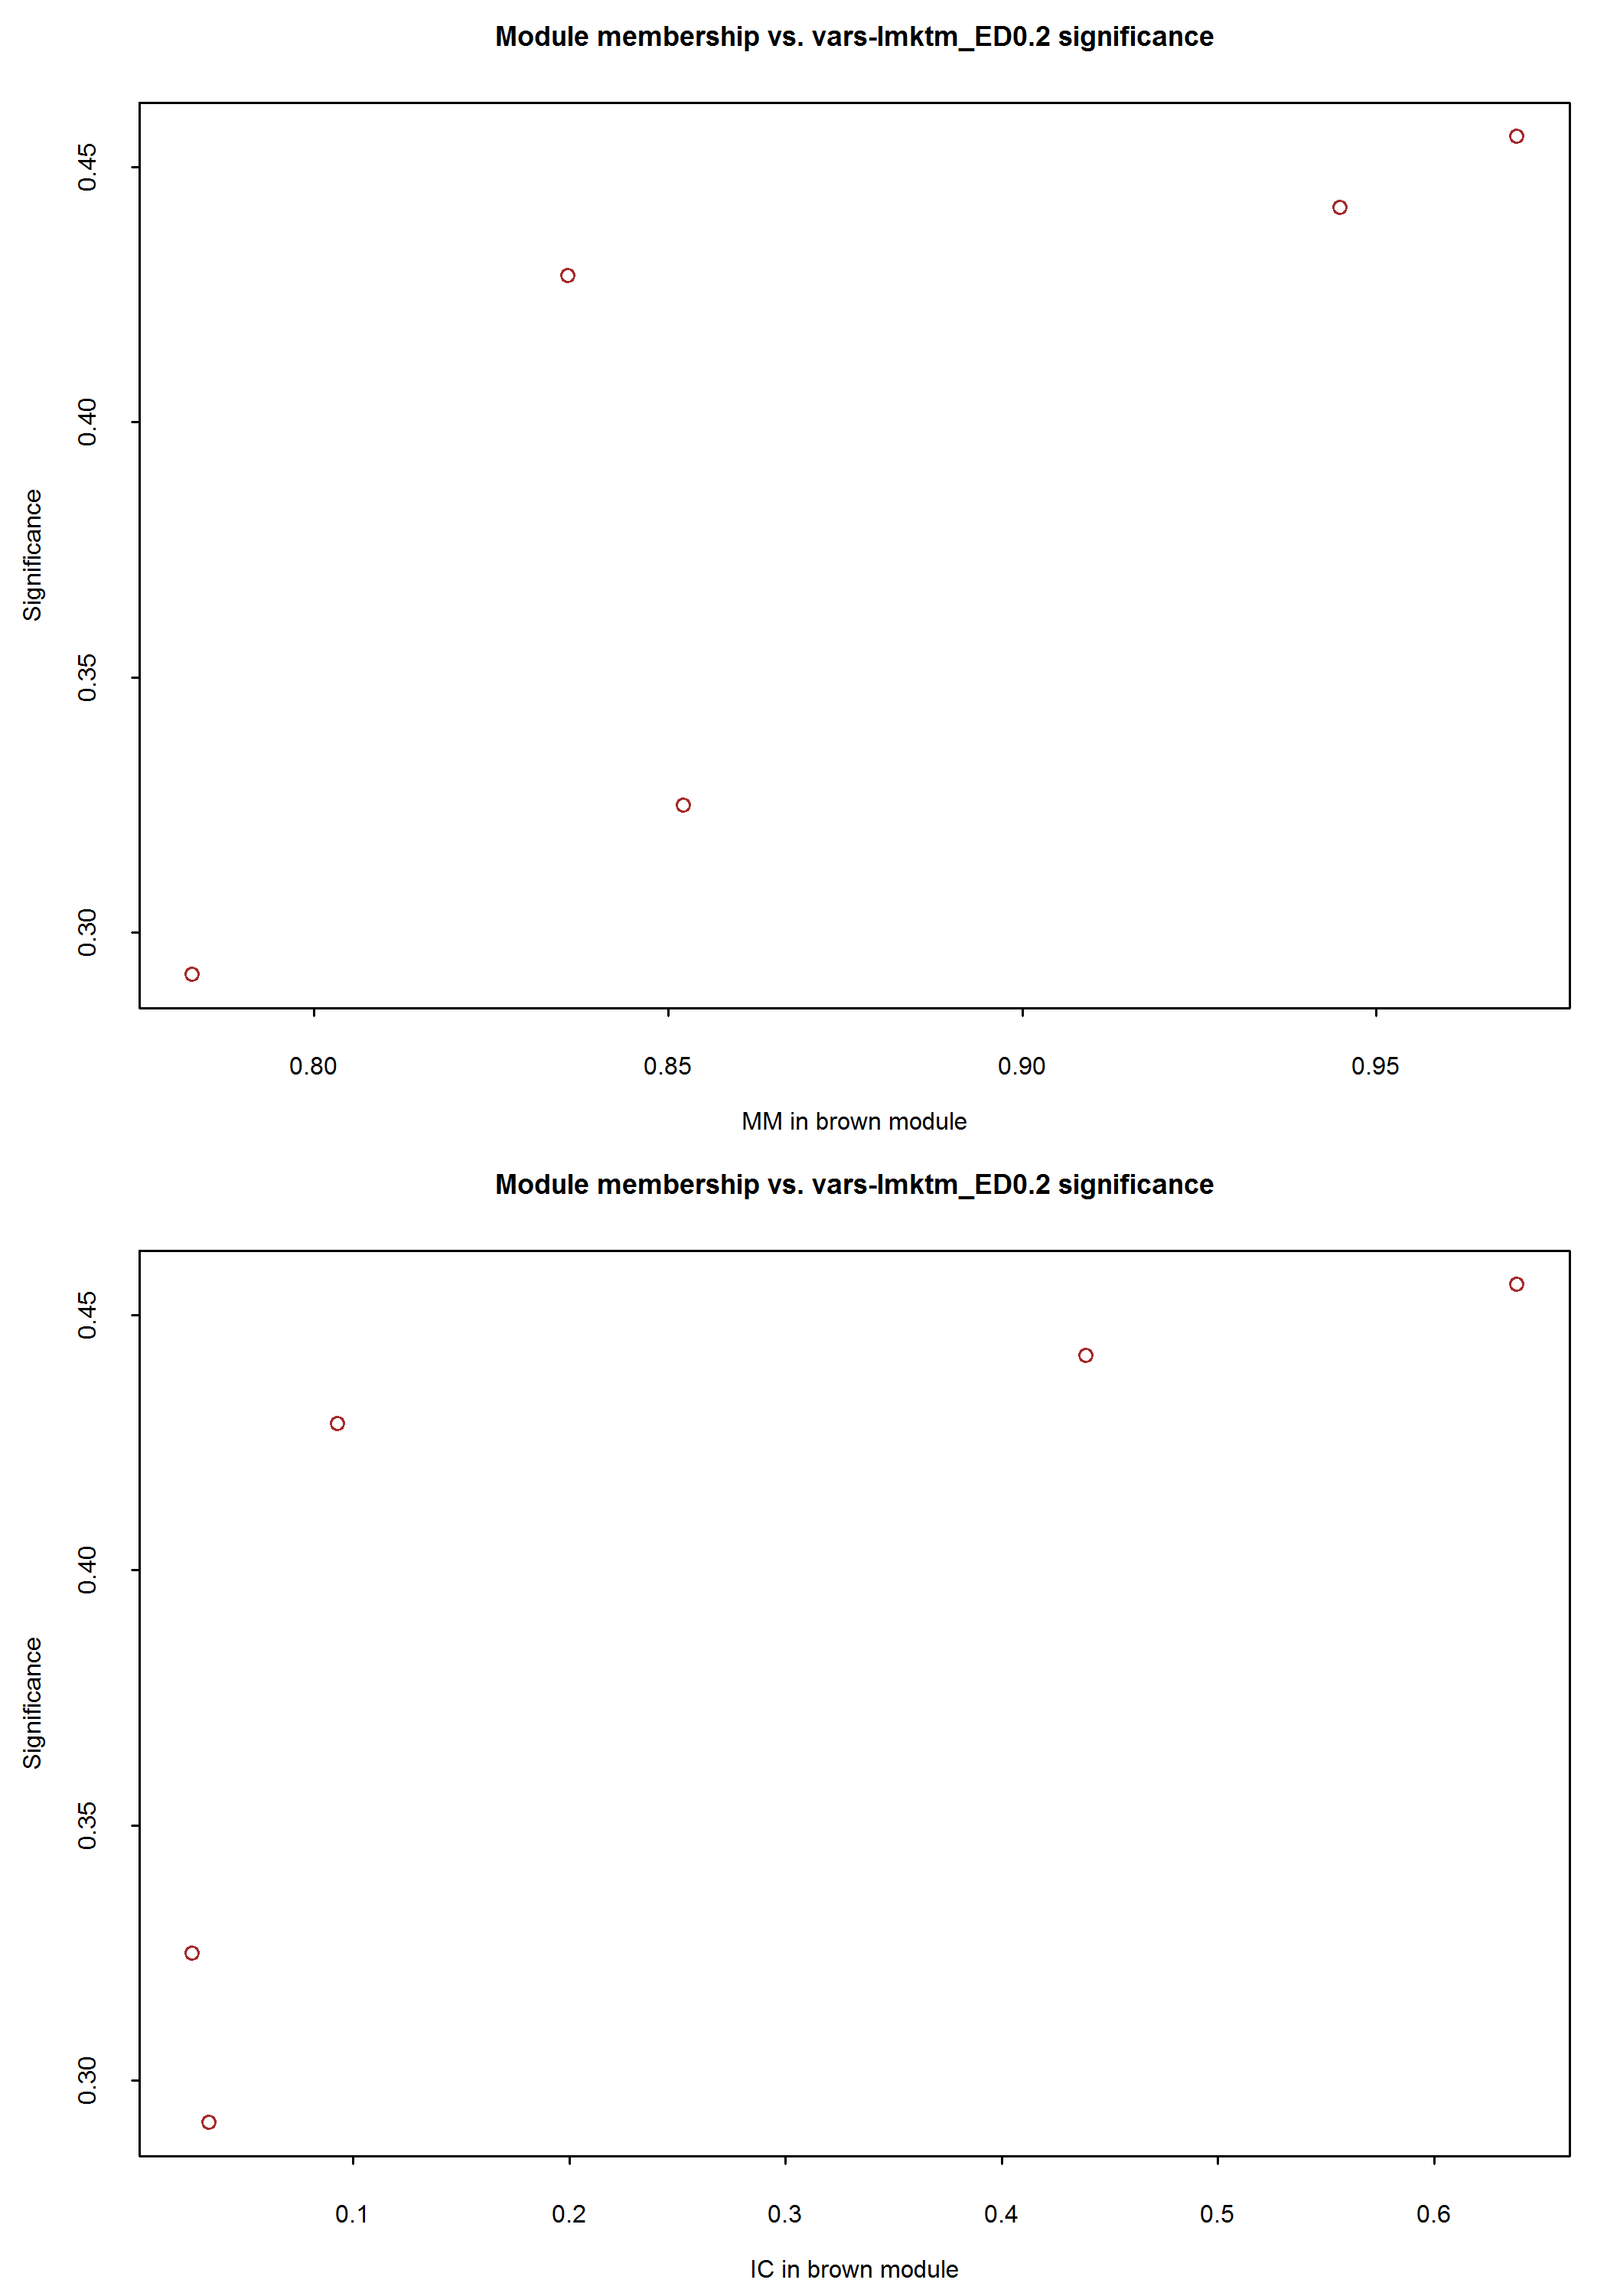 Module membership vs. vars-lmktm_ED0.2 significance
0.45
0.40
0.35
0.30
Significance
0.80 0.85 0.90 0.95
MM in brown module
Module membership vs. vars-lmktm_ED0.2 significance
0.45
0.40
0.35
0.30
Significance
0.1 0.2 0.3 0.4 0.5 0.6
IC in brown module